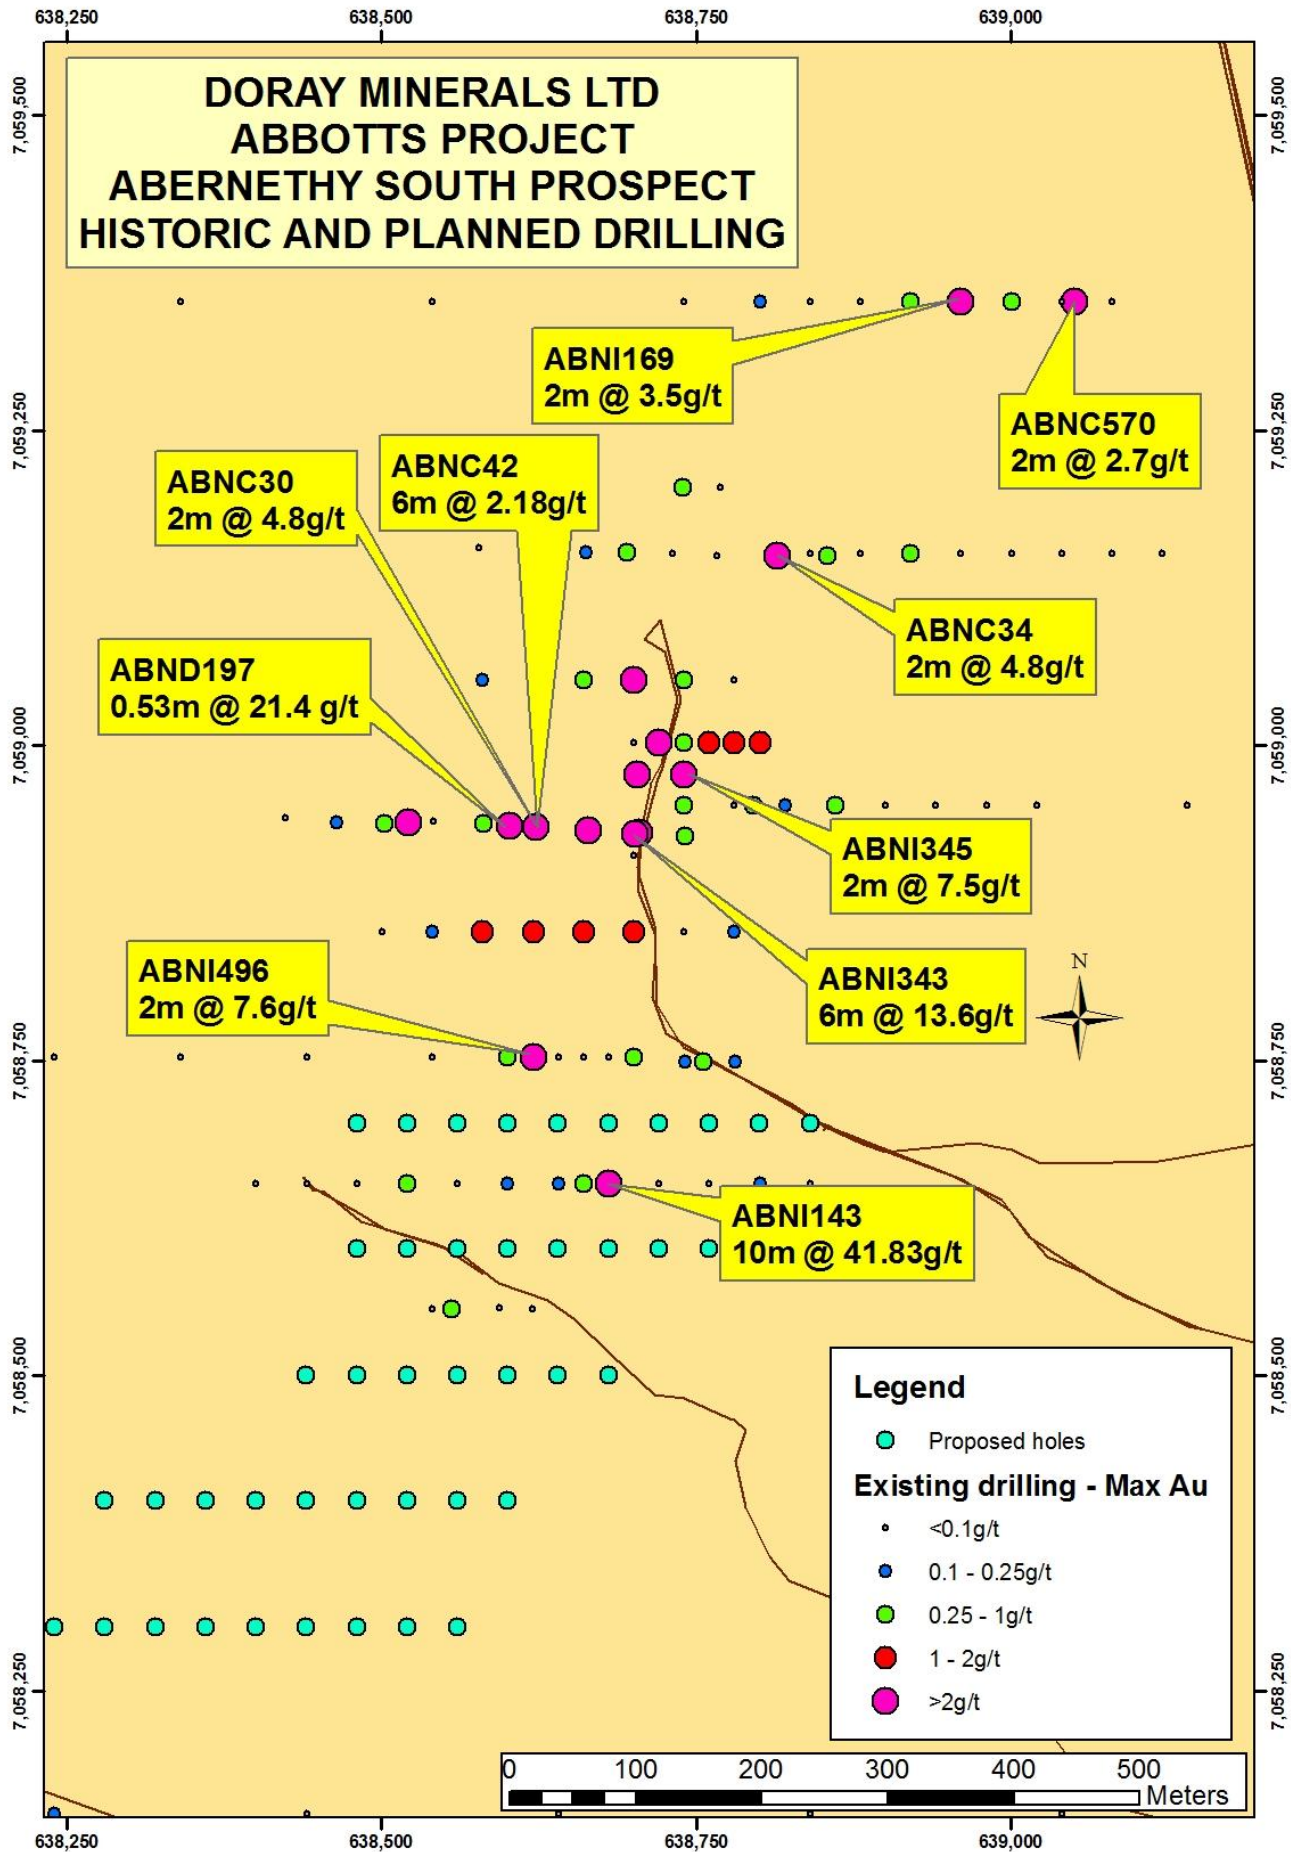 638,250
638,500
638,750
639,000
7,059,500
7,059,500
DORAY MINERALS LTD
ABBOTTS PROJECT
ABERNETHY SOUTH PROSPECT
HISTORIC AND PLANNED DRILLING
ABNI169
2m @ 3.5g/t
ABNC570
2m @ 2.7g/t
7,059,250
7,059,250
ABNC30
2m @ 4.8g/t
ABNC42
6m @ 2.18g/t
ABNC34
2m @ 4.8g/t
ABND197
0.53m @ 21.4 g/t
7,059,000
7,059,000
ABNI345
2m @ 7.5g/t
ABNI496
2m @ 7.6g/t
ABNI343
6m @ 13.6g/t
N
7,058,750
7,058,750
ABNI143
10m @ 41.83g/t
7,058,500
7,058,500
Legend
Proposed holes
Existing drilling - Max Au
<0.1g/t
0.1 - 0.25g/t
0.25 - 1g/t
1 - 2g/t
>2g/t
7,058,250
7,058,250
0 100 200 300 400 500
Meters
638,250
638,500
638,750
639,000